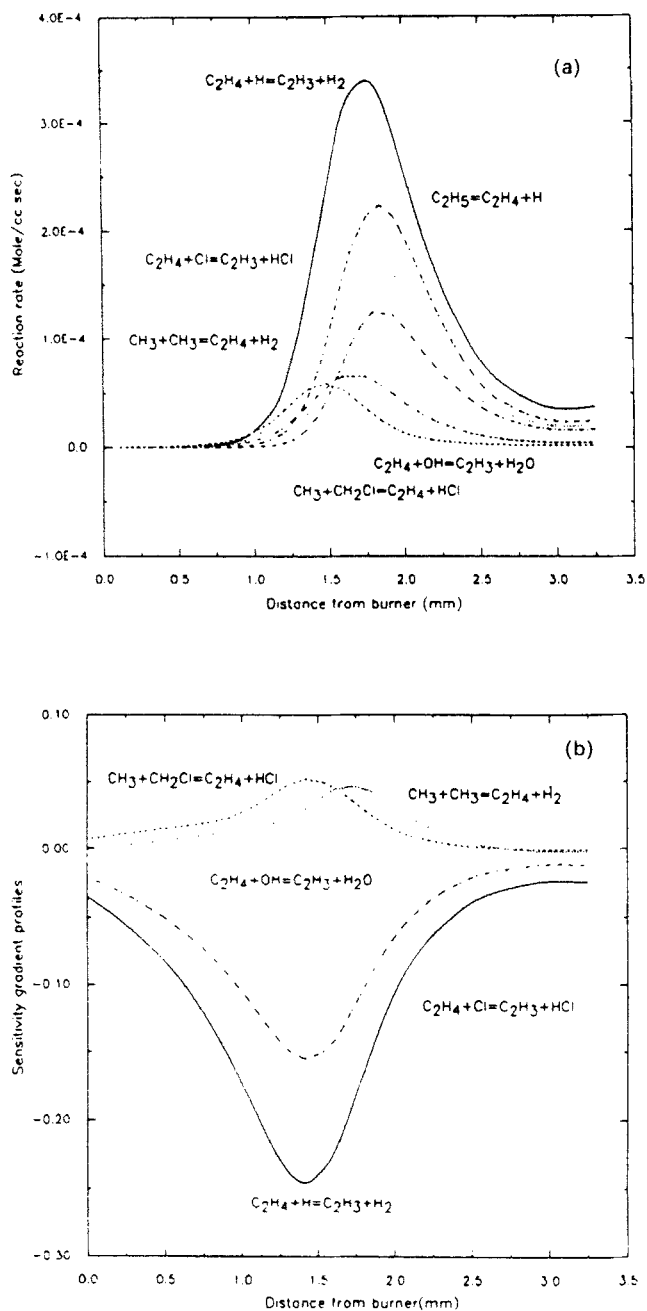 4.0E-4
(a)
C2H4+H=C2H3+H2
3.0E-4
C2H5=C2H4+H
Reaction rate (Mole/cc sec)
2.0E-4
C2H4+Cl=C2H3+HCl
CH3+CH3=C2H4+H2
1.0E-4
0.0
C2H4+OH=C2H3+H2O
CH3+CH2Cl=C2H4+HCl
-1.0E-4
0.0 0.5 1.0 1.5 2.0 2.5 3.0 3.5
Distance from burner (mm)
0.10
(b)
CH3+CH2Cl=C2H4+HCl
CH3+CH3=C2H4+H2
0.00
C2H4+OH=C2H3+H2O
Sensitivity gradient profiles
-0.10
C2H4+Cl=C2H3+HCl
-0.20
C2H4+H=C2H3+H2
-0.30
0.0 0.5 1.0 1.5 2.0 2.5 3.0 3.5
Distance from burner(mm)